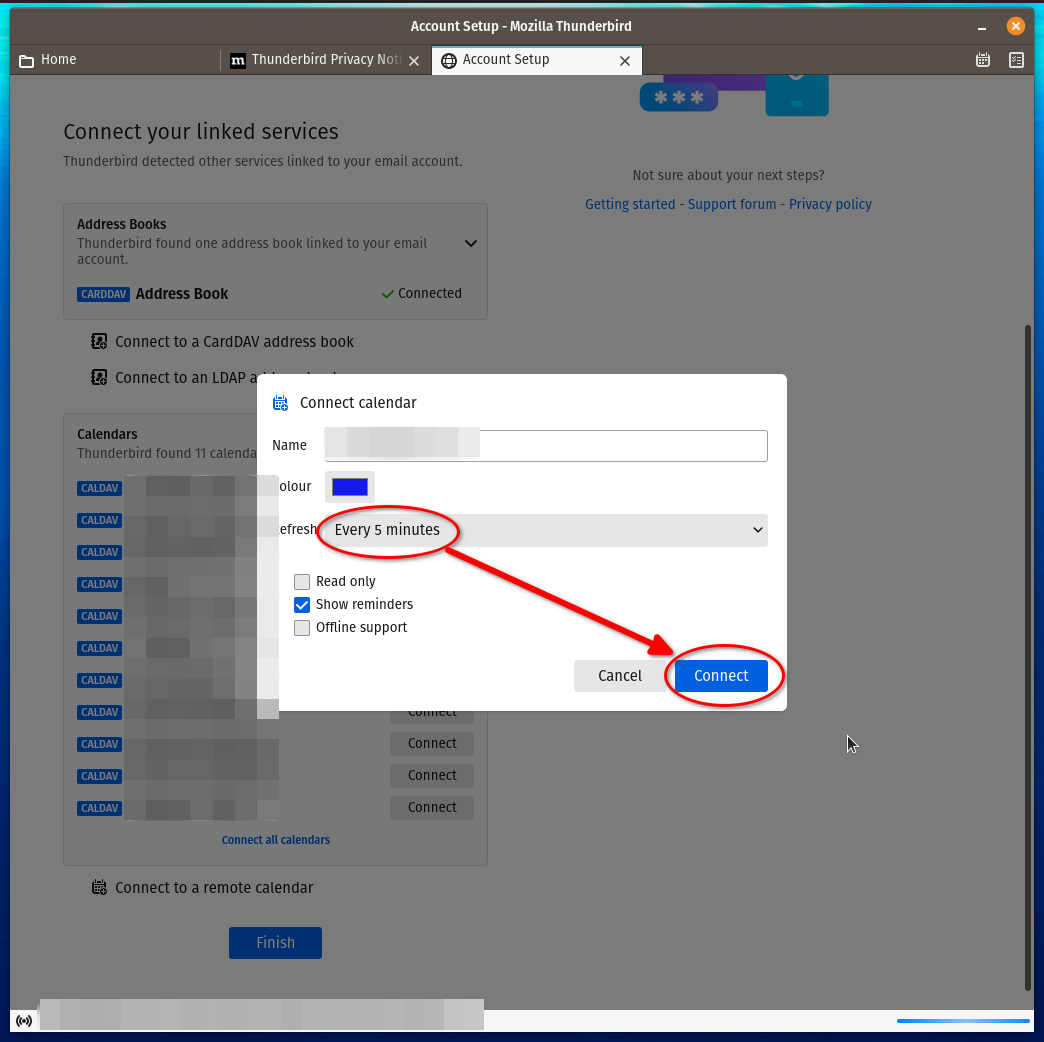 Account Setup - Mozilla Thunderbird
Home
m Thunderbird Privacy Noti
Account Setup
***
Connect your linked services
Thunderbird detected other services linked to your email account.
Not sure about your next steps?
Getting started - Support forum - Privacy policy
Address Books
Thunderbird found one address book linked to your email
account.
CARDDAV Address Book Connected
Connect to a CardDAV address book
Connect to an LDAP a
Connect calendar
Name
olour
efresh Every 5 minutes
Read only
Show reminders
Offline support
Cancel Connect
Calendars
Thunderbird found 11 calenda
CALDAV
CALDAV
CALDAV
CALDAV
CALDAV
CALDAV
CALDAV
CALDAV Connect
CALDAV Connect
CALDAV Connect
CALDAV Connect
Connect all calendars
Connect to a remote calendar
Finish